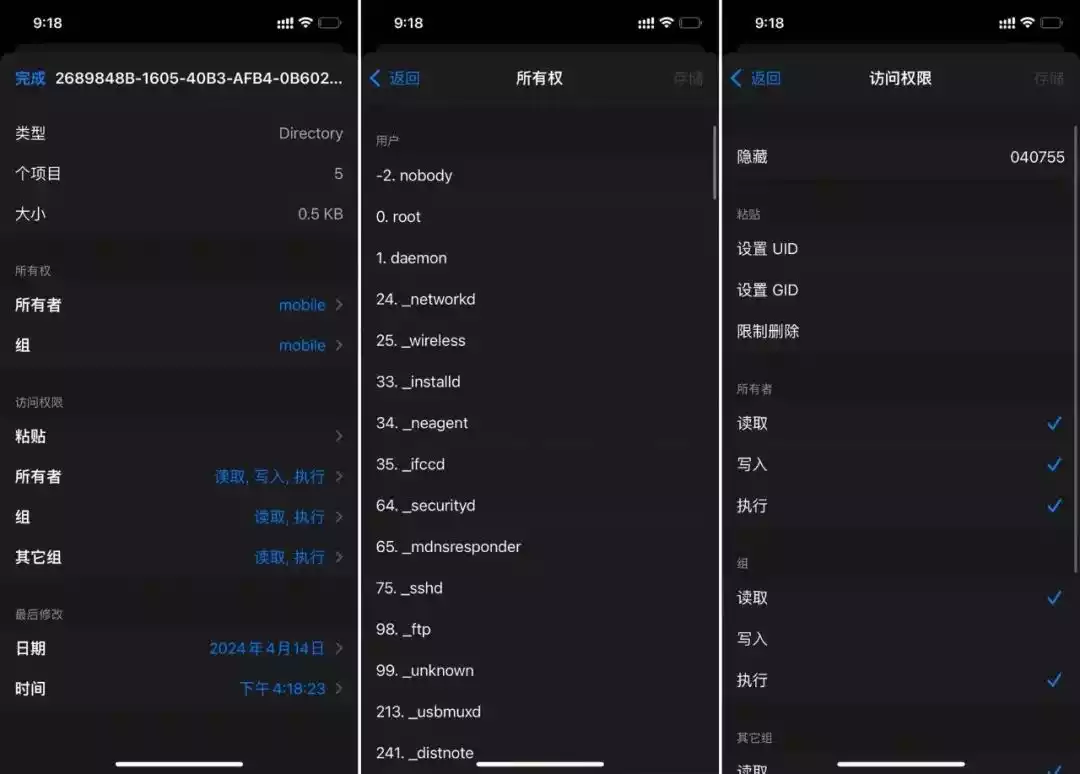 9:18
完成 2689848B-1605-40B3-AFB4-0B602...
类型 Directory
个项目 5
大小 0.5 KB
所有权
所有者 mobile
组 mobile
访问权限
粘贴
所有者 读取, 写入, 执行
组 读取, 执行
其它组 读取, 执行
最后修改
日期 2024年4月14日
时间 下午4:18:23
9:18
返回 所有权 存储
用户
-2. nobody
0. root
1. daemon
24. _networkd
25. _wireless
33. _installd
34. _neagent
35. _ifccd
64. _securityd
65. _mdnsresponder
75. _sshd
98. _ftp
99. _unknown
213. _usbmuxd
241. _distnote
9:18
返回 访问权限 存储
隐藏 040755
粘贴
设置 UID
设置 GID
限制删除
所有者
读取
写入
执行
组
读取
写入
执行
其它组
读取